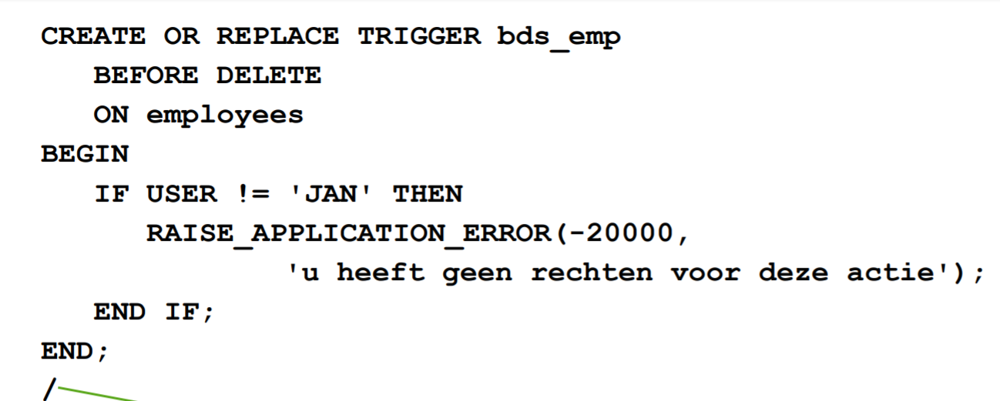 CREATE OR REPLACE TRIGGER bds_emp
BEFORE DELETE
ON employees
BEGIN
IF USER != 'JAN' THEN
RAISE_APPLICATION_ERROR(-20000,
'u heeft geen rechten voor deze actie');
END IF;
END;
/